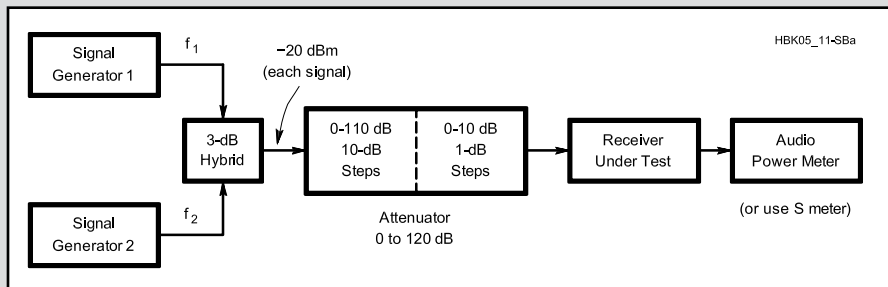 HBK05_11-SBa
Signal
Generator 1
f1
−20 dBm
(each signal)
3-dB
Hybrid
0-110 dB
10-dB
Steps
0-10 dB
1-dB
Steps
Receiver
Under Test
Audio
Power Meter
Signal
Generator 2
f2
Attenuator
0 to 120 dB
(or use S meter)